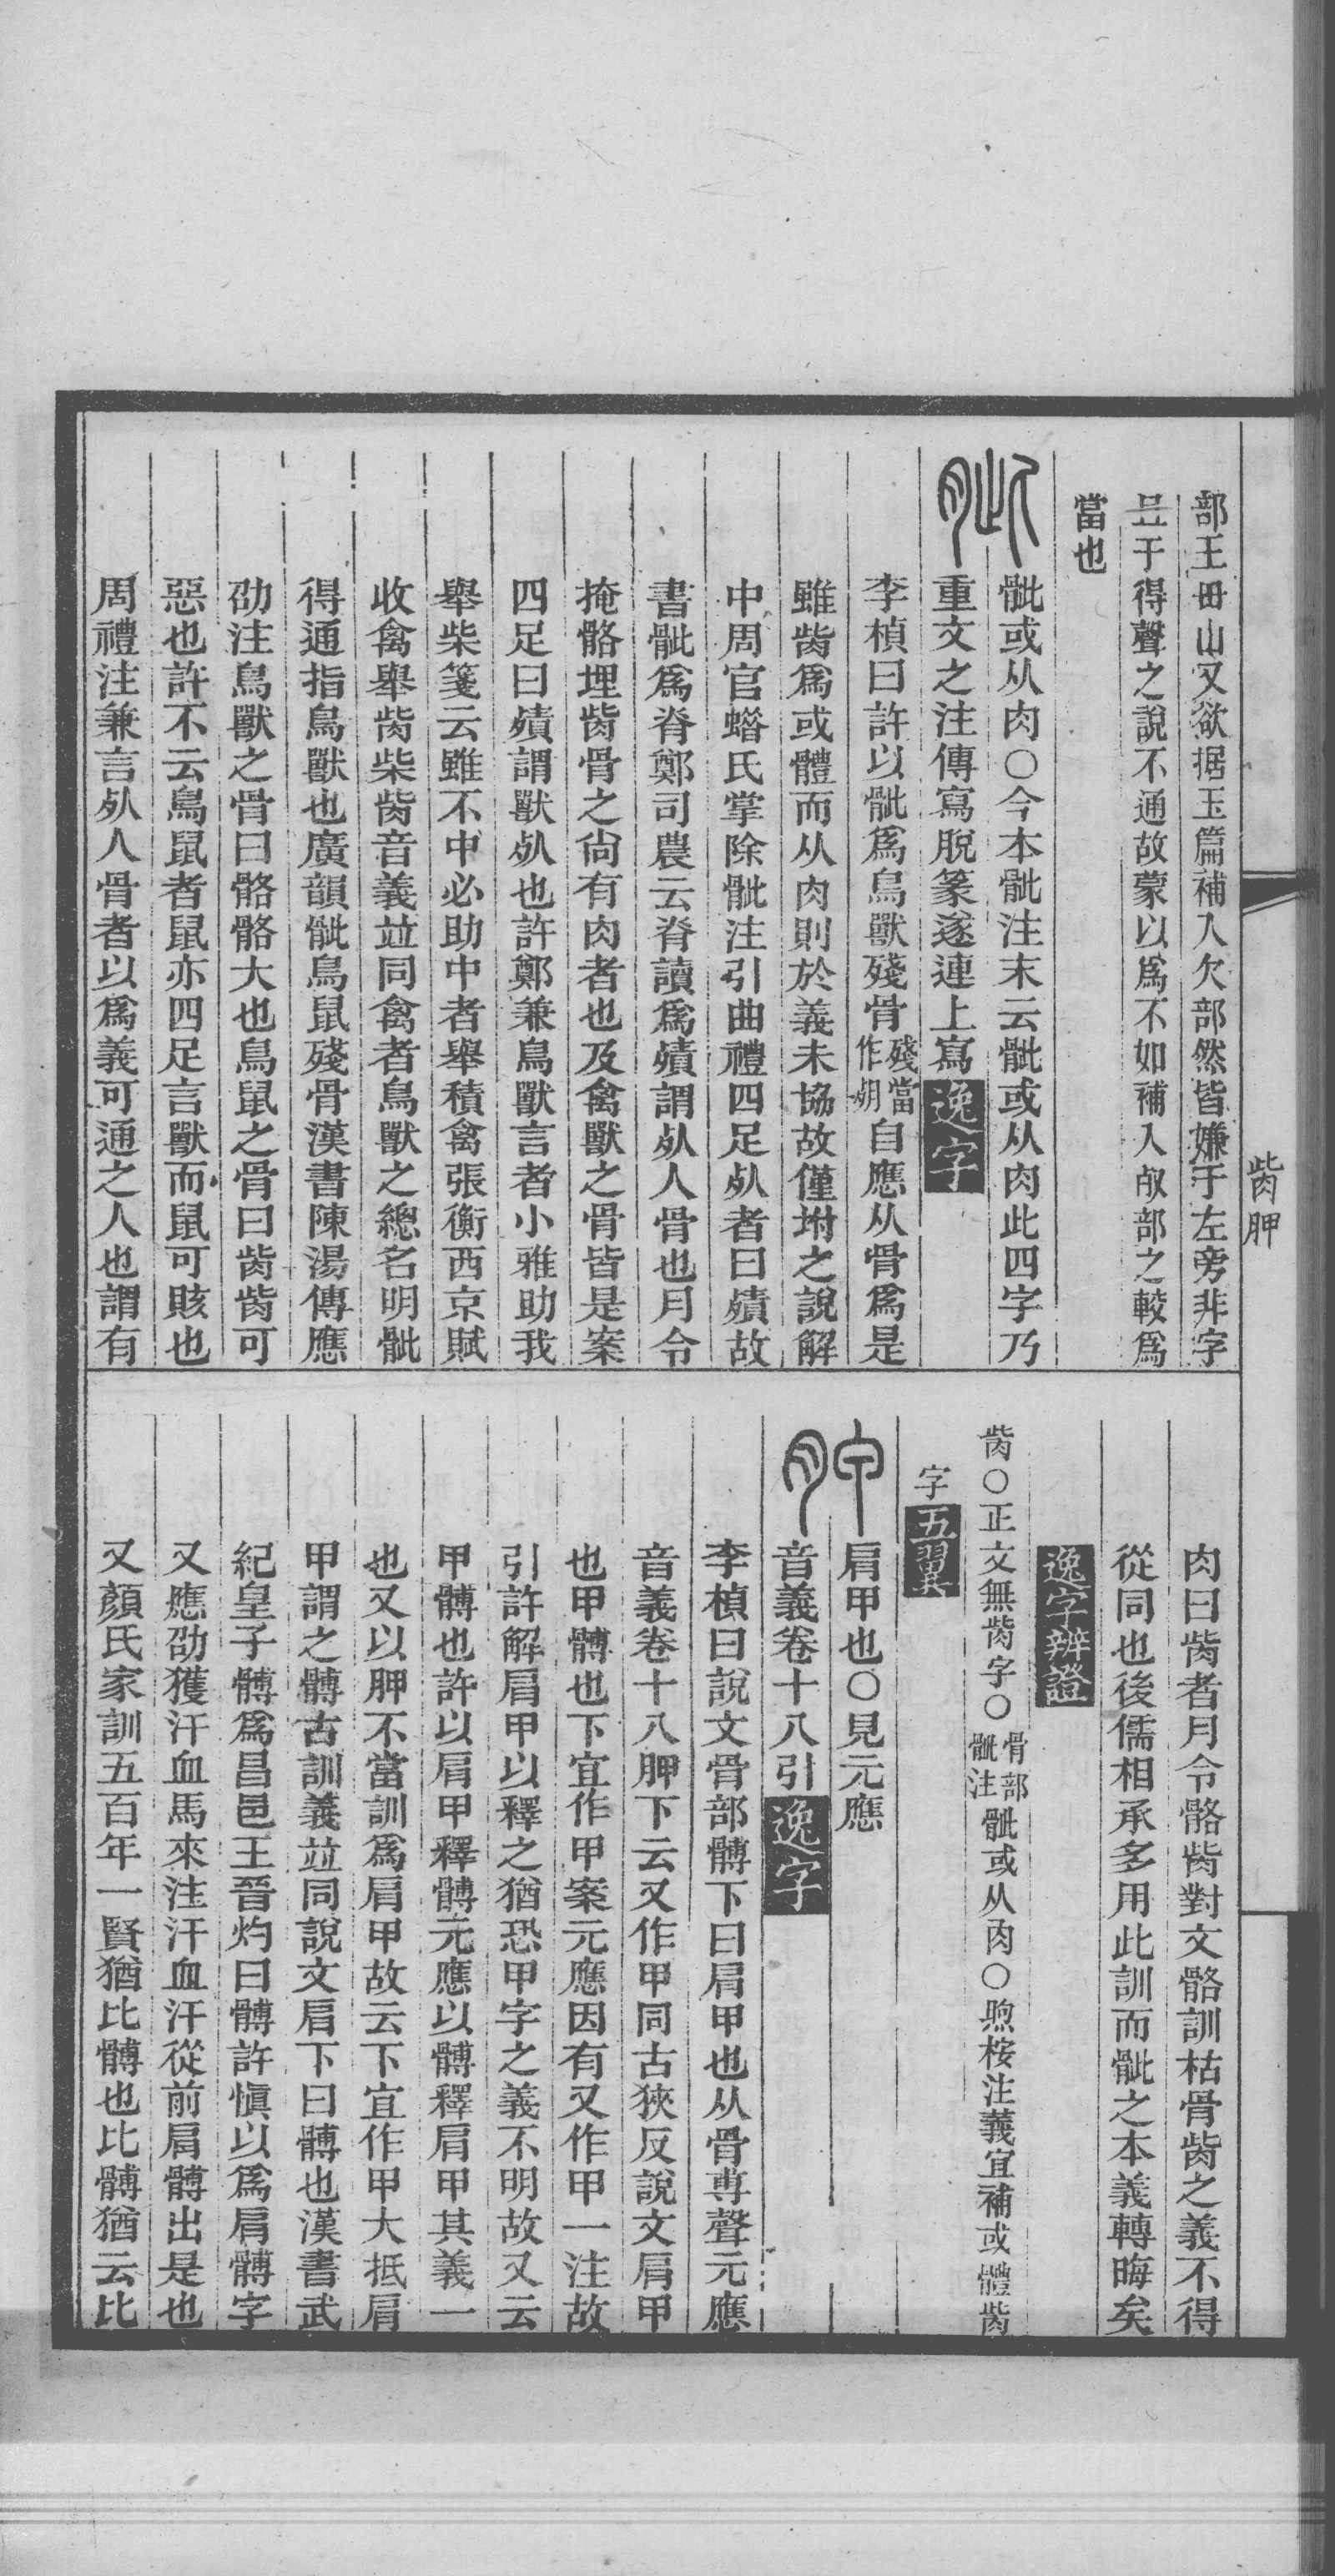 胔胛
部王毌山又欲据玉篇補入欠部然皆嫌于左旁非字
𠀎于得聲之說不通故蒙以爲不如補入㕡部之較爲
當也
胔
骴或从肉○今本骴注末云骴或从肉此四字乃
重文之注傳寫脫篆遂連上寫逸字
李楨曰許以骴爲鳥獸殘骨殘當作㱚自應从骨爲是
雖胔爲或體而从肉則於義未協故僅坿之說解
中周官蜡氏掌除骴注引曲禮四足𣦸者曰殰故
書骴爲脊鄭司農云脊讀爲殰謂𣦸人骨也月令
掩骼埋胔骨之尙有肉者也及禽獸之骨皆是案
四足曰殰謂獸𣦸也許鄭兼鳥獸言者小雅助我
舉柴箋云雖不中必助中者舉積禽張衡西京賦
收禽舉胔柴胔音義竝同禽者鳥獸之總名明骴
得通指鳥獸也廣韻骴鳥鼠殘骨漢書陳湯傳應
劭注鳥獸之骨曰骼骼大也鳥鼠之骨曰胔胔可
惡也許不云鳥鼠者鼠亦四足言獸而鼠可賅也
周禮注兼言𣦸人骨者以爲義可通之人也謂有
肉曰胔者月令骼胔對文骼訓枯骨胔之義不得
從同也後儒相承多用此訓而骴之本義轉晦矣
逸字辨證
胔○正文無胔字○骨部骴注骴或从肉○煦桉注義宜補或體胔
字五翼
胛
肩甲也○見元應
音義卷十八引逸字
李楨曰說文骨部髆下曰肩甲也从骨尃聲元應
音義卷十八胛下云又作甲同古狹反說文肩甲
也甲髆也下宜作甲案元應因有又作甲一注故
引許解肩甲以釋之猶恐甲字之義不明故又云
甲髆也許以肩甲釋髆元應以髆釋肩甲其義一
也又以胛不當訓爲肩甲故云下宜作甲大抵肩
甲謂之髆古訓義竝同說文肩下曰髆也漢書武
紀皇子髆爲昌邑王晉灼曰髆許愼以爲肩髆字
又應劭獲汗血馬來注汗血汗從前肩髆出是也
又顏氏家訓五百年一賢猶比髆也比髆猶云比